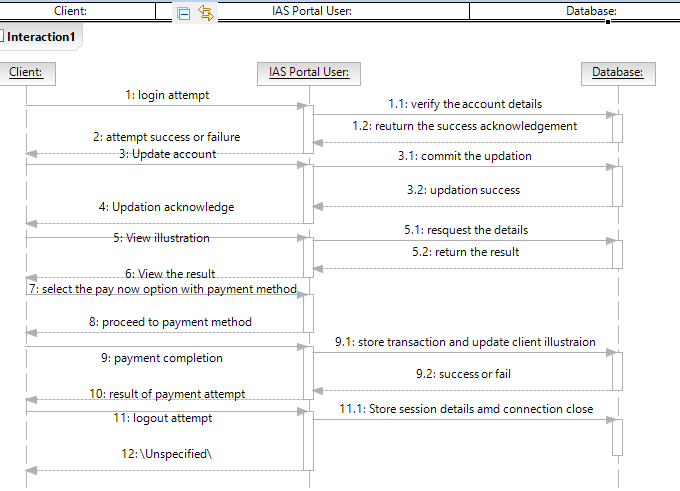 Client: IAS Portal User: Database:
Interaction1
Client: IAS Portal User: Database:
1: login attempt
1.1: verify the account details
1.2: reuturn the success acknowledgement
2: attempt success or failure
3: Update account
3.1: commit the updation
3.2: updation success
4: Updation acknowledge
5: View illustration
5.1: resquest the details
5.2: return the result
6: View the result
7: select the pay now option with payment method
8: proceed to payment method
9.1: store transaction and update client illustraion
9: payment completion
9.2: success or fail
10: result of payment attempt
11: logout attempt
11.1: Store session details amd connection close
12: \Unspecified\